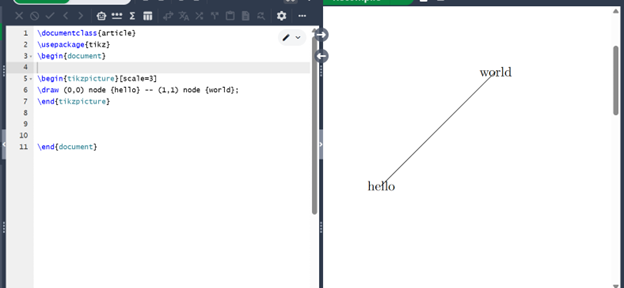 Recompile
1 \documentclass{article}
2 \usepackage{tikz}
3 \begin{document}
4
5 \begin{tikzpicture}[scale=3]
6 \draw (0,0) node {hello} -- (1,1) node {world};
7 \end{tikzpicture}
8
9
10
11 \end{document}
world
hello